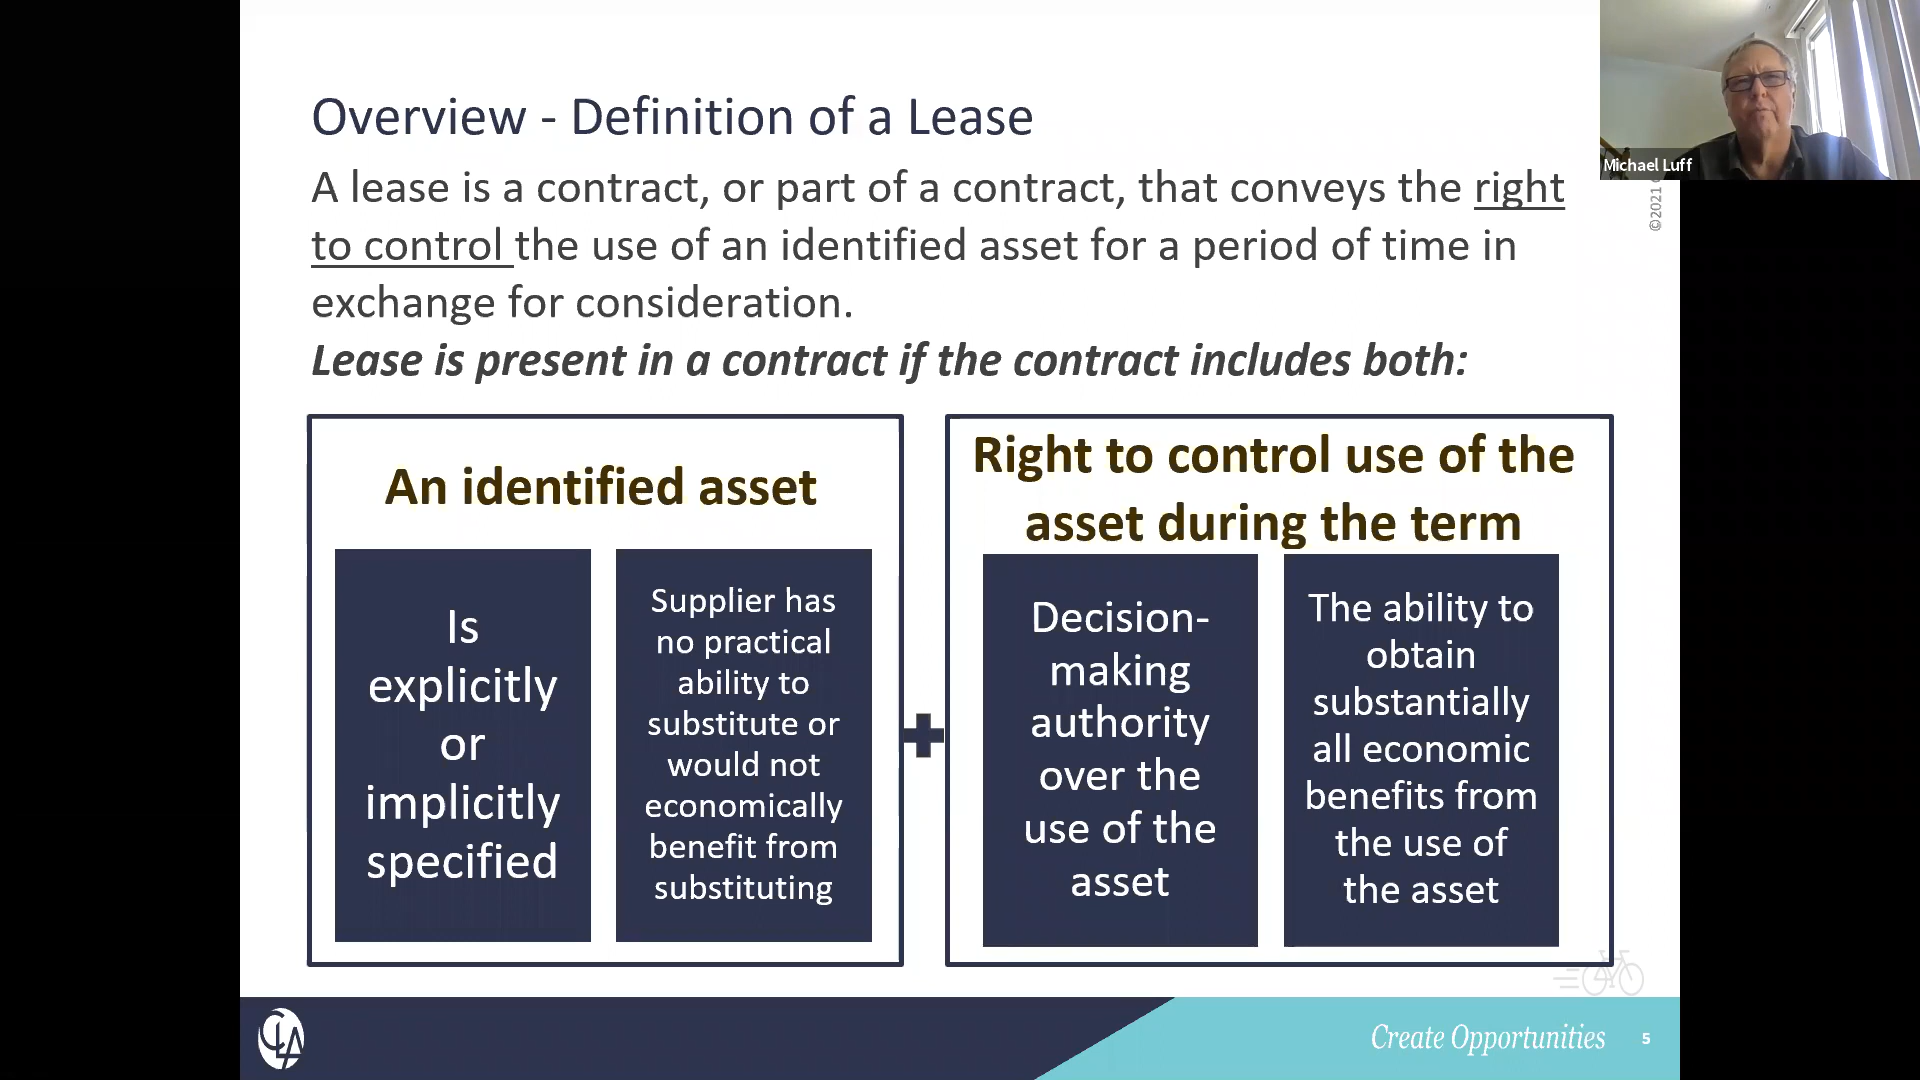 Overview - Definition of a Lease
A lease is a contract, or part of a contract, that conveys the right
to control the use of an identified asset for a period of time in
exchange for consideration.
Lease is present in a contract if the contract includes both:
An identified asset
Is
explicitly
or
implicitly
specified
Supplier has
no practical
ability to
substitute or
would not
economically
benefit from
substituting
Right to control use of the
asset during the term
Decision-
making
authority
over the
use of the
asset
The ability to
obtain
substantially
all economic
benefits from
the use of
the asset
Michael Luff
©2021
CLA
Create Opportunities
5